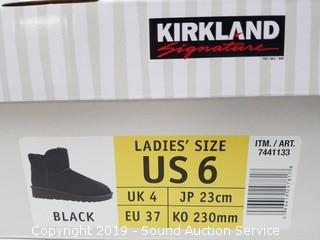 KIRKLAND
Signature
LADIES' SIZE
US 6
UK 4 JP 23cm
EU 37 KO 230mm
BLACK
ITM. / ART.
7441133
Copyright 2019 - Sound Auction Service